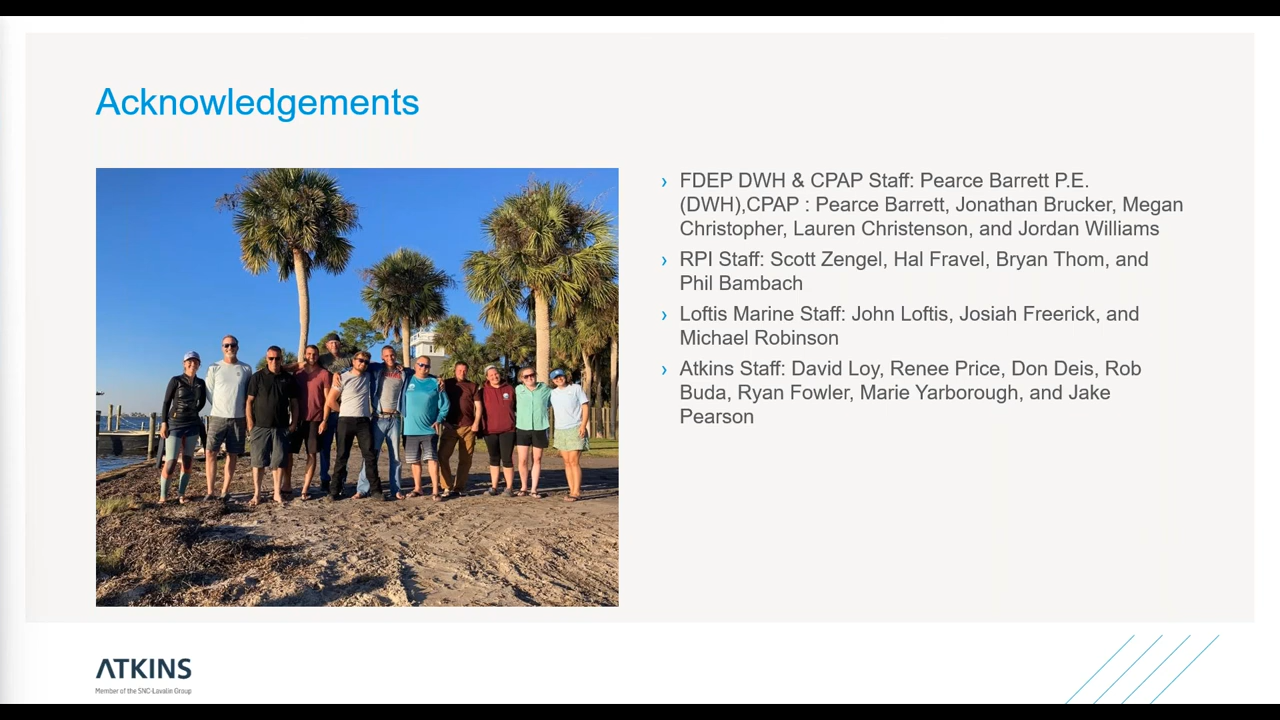 Acknowledgements
› FDEP DWH & CPAP Staff: Pearce Barrett P.E.
(DWH),CPAP : Pearce Barrett, Jonathan Brucker, Megan
Christopher, Lauren Christenson, and Jordan Williams
› RPI Staff: Scott Zengel, Hal Fravel, Bryan Thom, and
Phil Bambach
› Loftis Marine Staff: John Loftis, Josiah Freerick, and
Michael Robinson
› Atkins Staff: David Loy, Renee Price, Don Deis, Rob
Buda, Ryan Fowler, Marie Yarborough, and Jake
Pearson
ATKINS
Member of the SNC-Lavalin Group